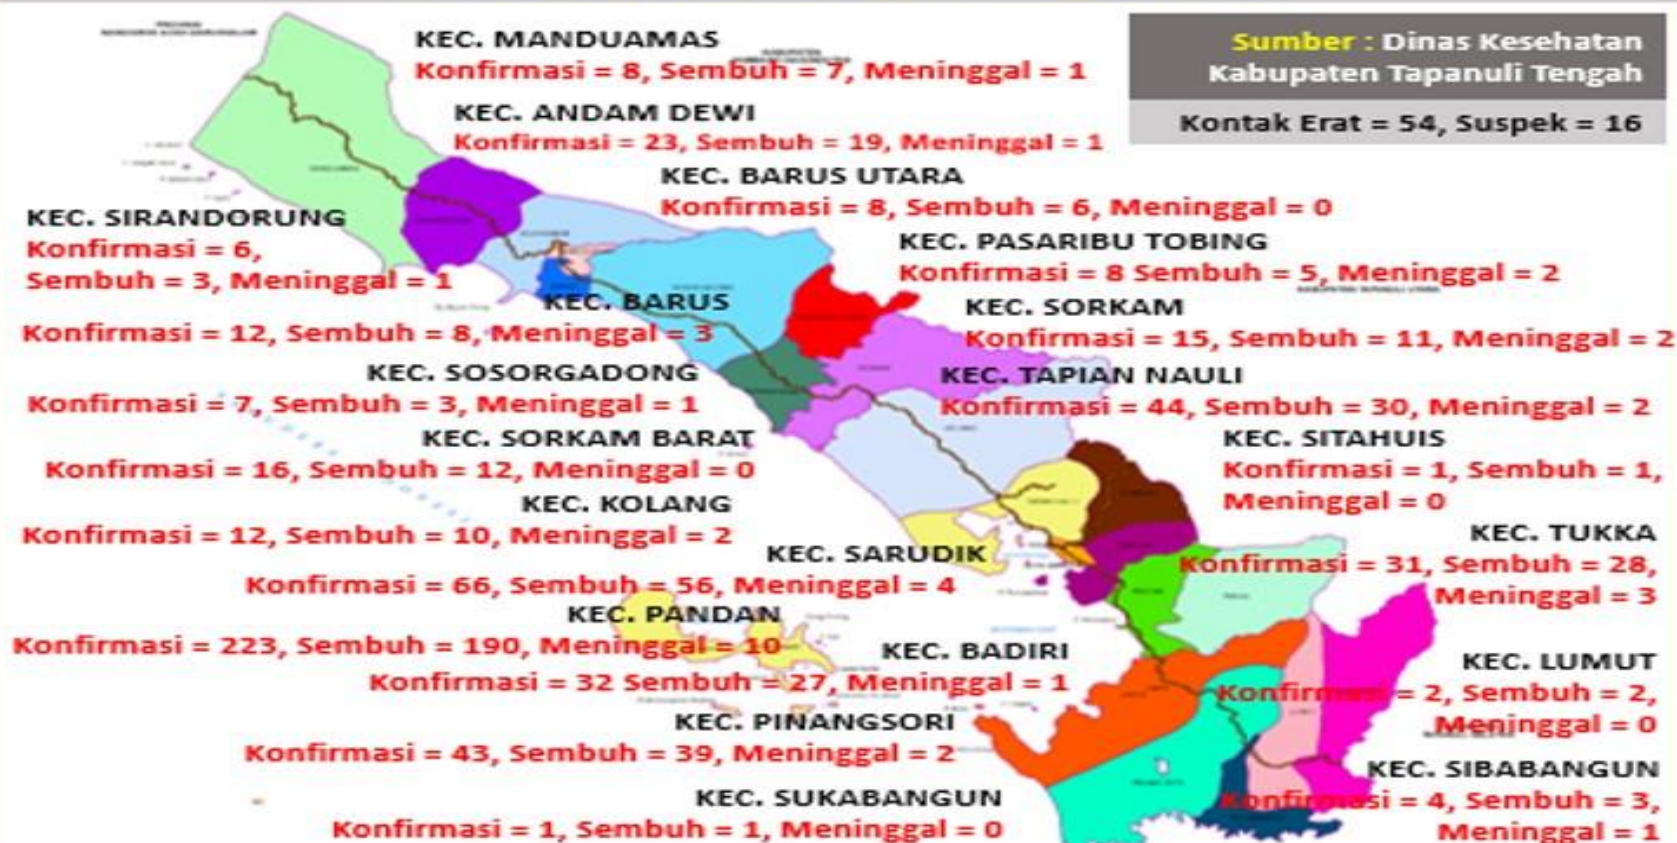 KEC. MANDUAMAS
Konfirmasi = 8, Sembuh = 7, Meninggal = 1
Sumber : Dinas Kesehatan
Kabupaten Tapanuli Tengah
Kontak Erat = 54, Suspek = 16
KEC. ANDAM DEWI
Konfirmasi = 23, Sembuh = 19, Meninggal = 1
KEC. BARUS UTARA
Konfirmasi = 8, Sembuh = 6, Meninggal = 0
KEC. SIRANDORUNG
Konfirmasi = 6,
Sembuh = 3, Meninggal = 1
KEC. PASARIBU TOBING
Konfirmasi = 8 Sembuh = 5, Meninggal = 2
KEC. BARUS
Konfirmasi = 12, Sembuh = 8, Meninggal = 3
KEC. SORKAM
Konfirmasi = 15, Sembuh = 11, Meninggal = 2
KEC. SOSORGADONG
Konfirmasi = 7, Sembuh = 3, Meninggal = 1
KEC. TAPIAN NAULI
Konfirmasi = 44, Sembuh = 30, Meninggal = 2
KEC. SORKAM BARAT
Konfirmasi = 16, Sembuh = 12, Meninggal = 0
KEC. SITAHUIS
Konfirmasi = 1, Sembuh = 1,
Meninggal = 0
KEC. KOLANG
Konfirmasi = 12, Sembuh = 10, Meninggal = 2
KEC. TUKKA
Konfirmasi = 31, Sembuh = 28,
Meninggal = 3
KEC. SARUDIK
Konfirmasi = 66, Sembuh = 56, Meninggal = 4
KEC. PANDAN
Konfirmasi = 223, Sembuh = 190, Meninggal = 10
KEC. BADIRI
Konfirmasi = 32 Sembuh = 27, Meninggal = 1
KEC. LUMUT
Konfirmasi = 2, Sembuh = 2,
Meninggal = 0
KEC. PINANGSORI
Konfirmasi = 43, Sembuh = 39, Meninggal = 2
KEC. SIBABANGUN
Konfirmasi = 4, Sembuh = 3,
Meninggal = 1
KEC. SUKABANGUN
Konfirmasi = 1, Sembuh = 1, Meninggal = 0